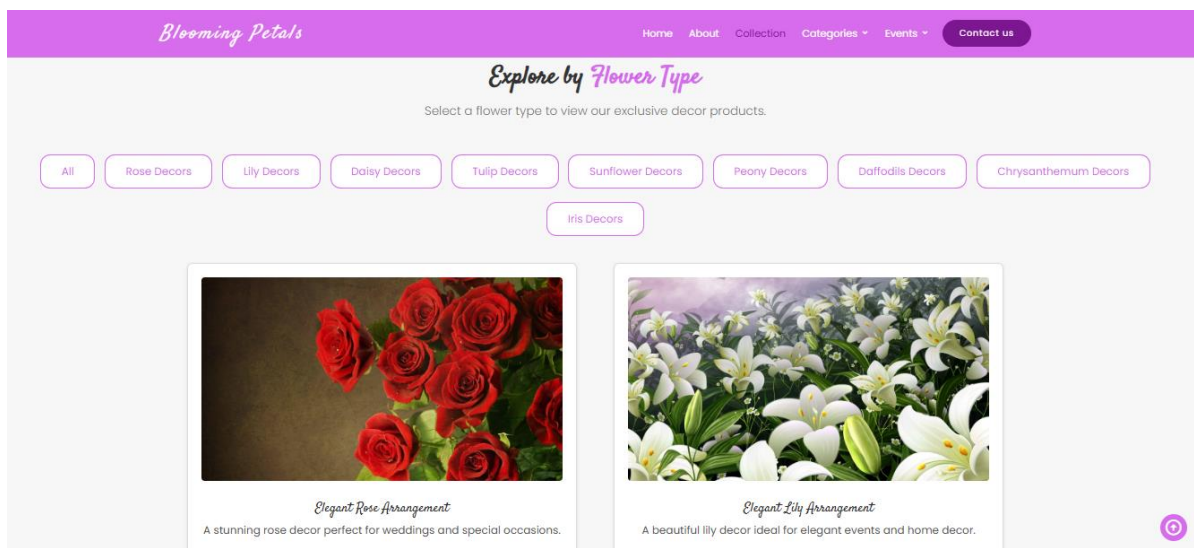 Blooming Petals
Home About Collection Categories Events Contact us
Explore by Flower Type
Select a flower type to view our exclusive decor products.
All Rose Decors Lily Decors Daisy Decors Tulip Decors Sunflower Decors Peony Decors Daffodils Decors Chrysanthemum Decors
Iris Decors
Elegant Rose Arrangement
A stunning rose decor perfect for weddings and special occasions.
Elegant Lily Arrangement
A beautiful lily decor ideal for elegant events and home decor.